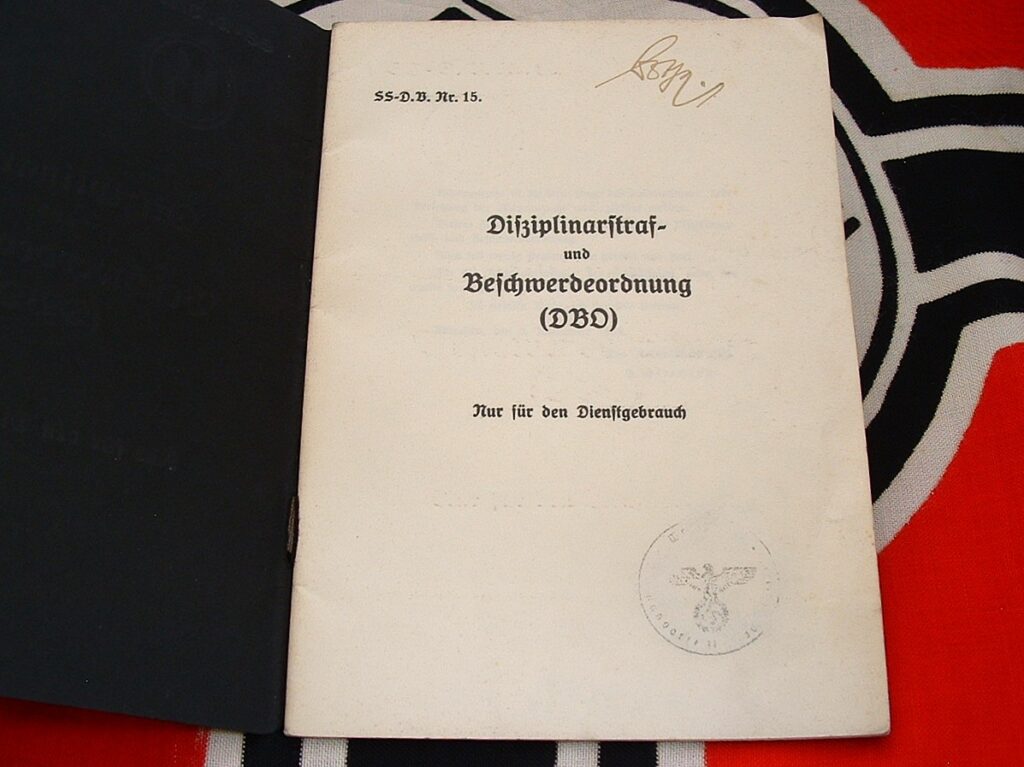 SS-D.B. Nr. 15.
Disziplinarstraf-
und
Beschwerdeordnung
(DBO)
Nur für den Dienstgebrauch